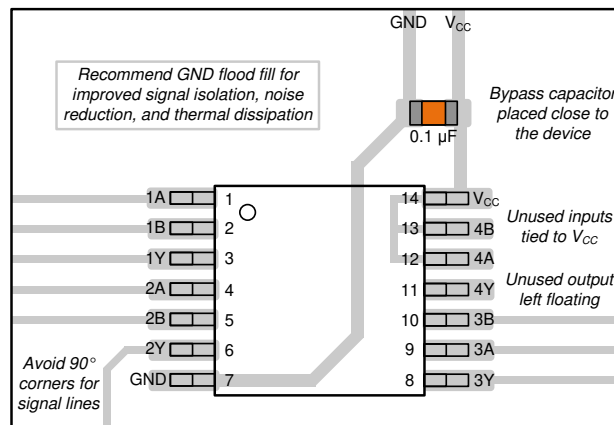 GND VCC
Recommend GND flood fill for
improved signal isolation, noise
reduction, and thermal dissipation
Bypass capacitor
placed close to
the device
0.1 µF
1A 1 14 VCC
1B 2 13 4B
1Y 3 12 4A
2A 4 11 4Y
2B 5 10 3B
2Y 6 9 3A
GND 7 8 3Y
Unused inputs
tied to VCC
Unused output
left floating
Avoid 90°
corners for
signal lines